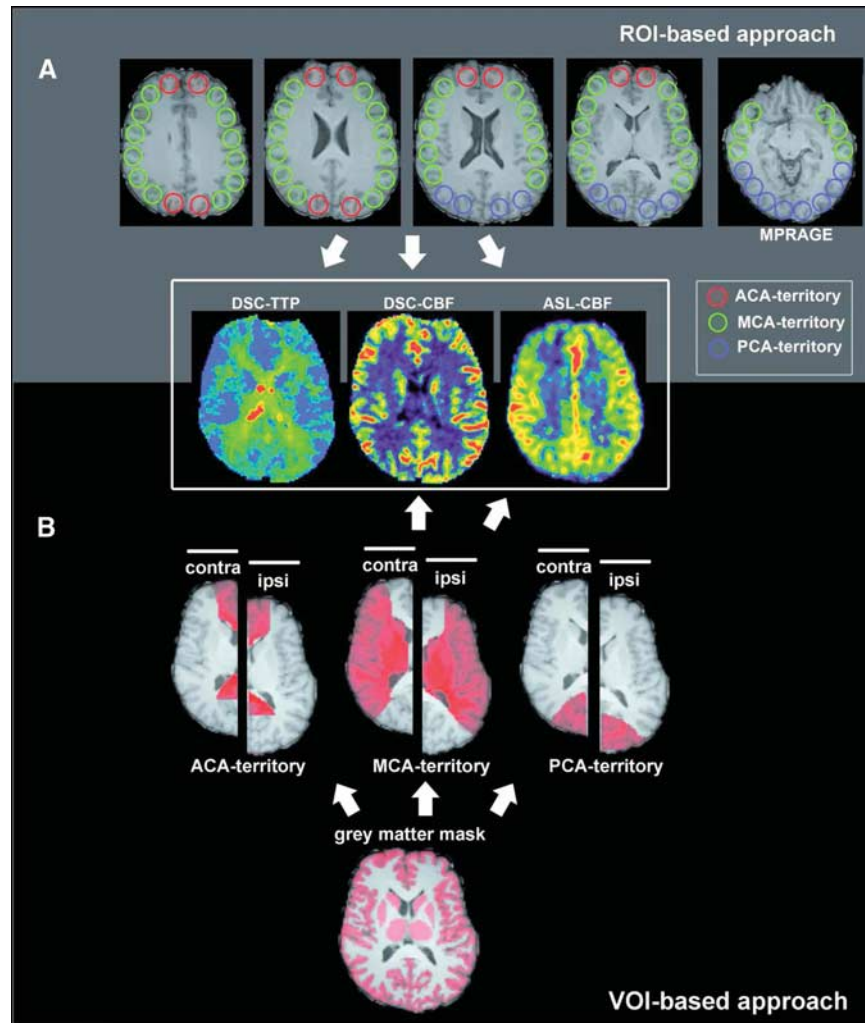 ROI-based approach
A
MPRAGE
DSC-TTP
DSC-CBF
ASL-CBF
ACA-territory
MCA-territory
PCA-territory
B
contra
ipsi
contra
ipsi
contra
ipsi
ACA-territory
MCA-territory
PCA-territory
grey matter mask
VOI-based approach